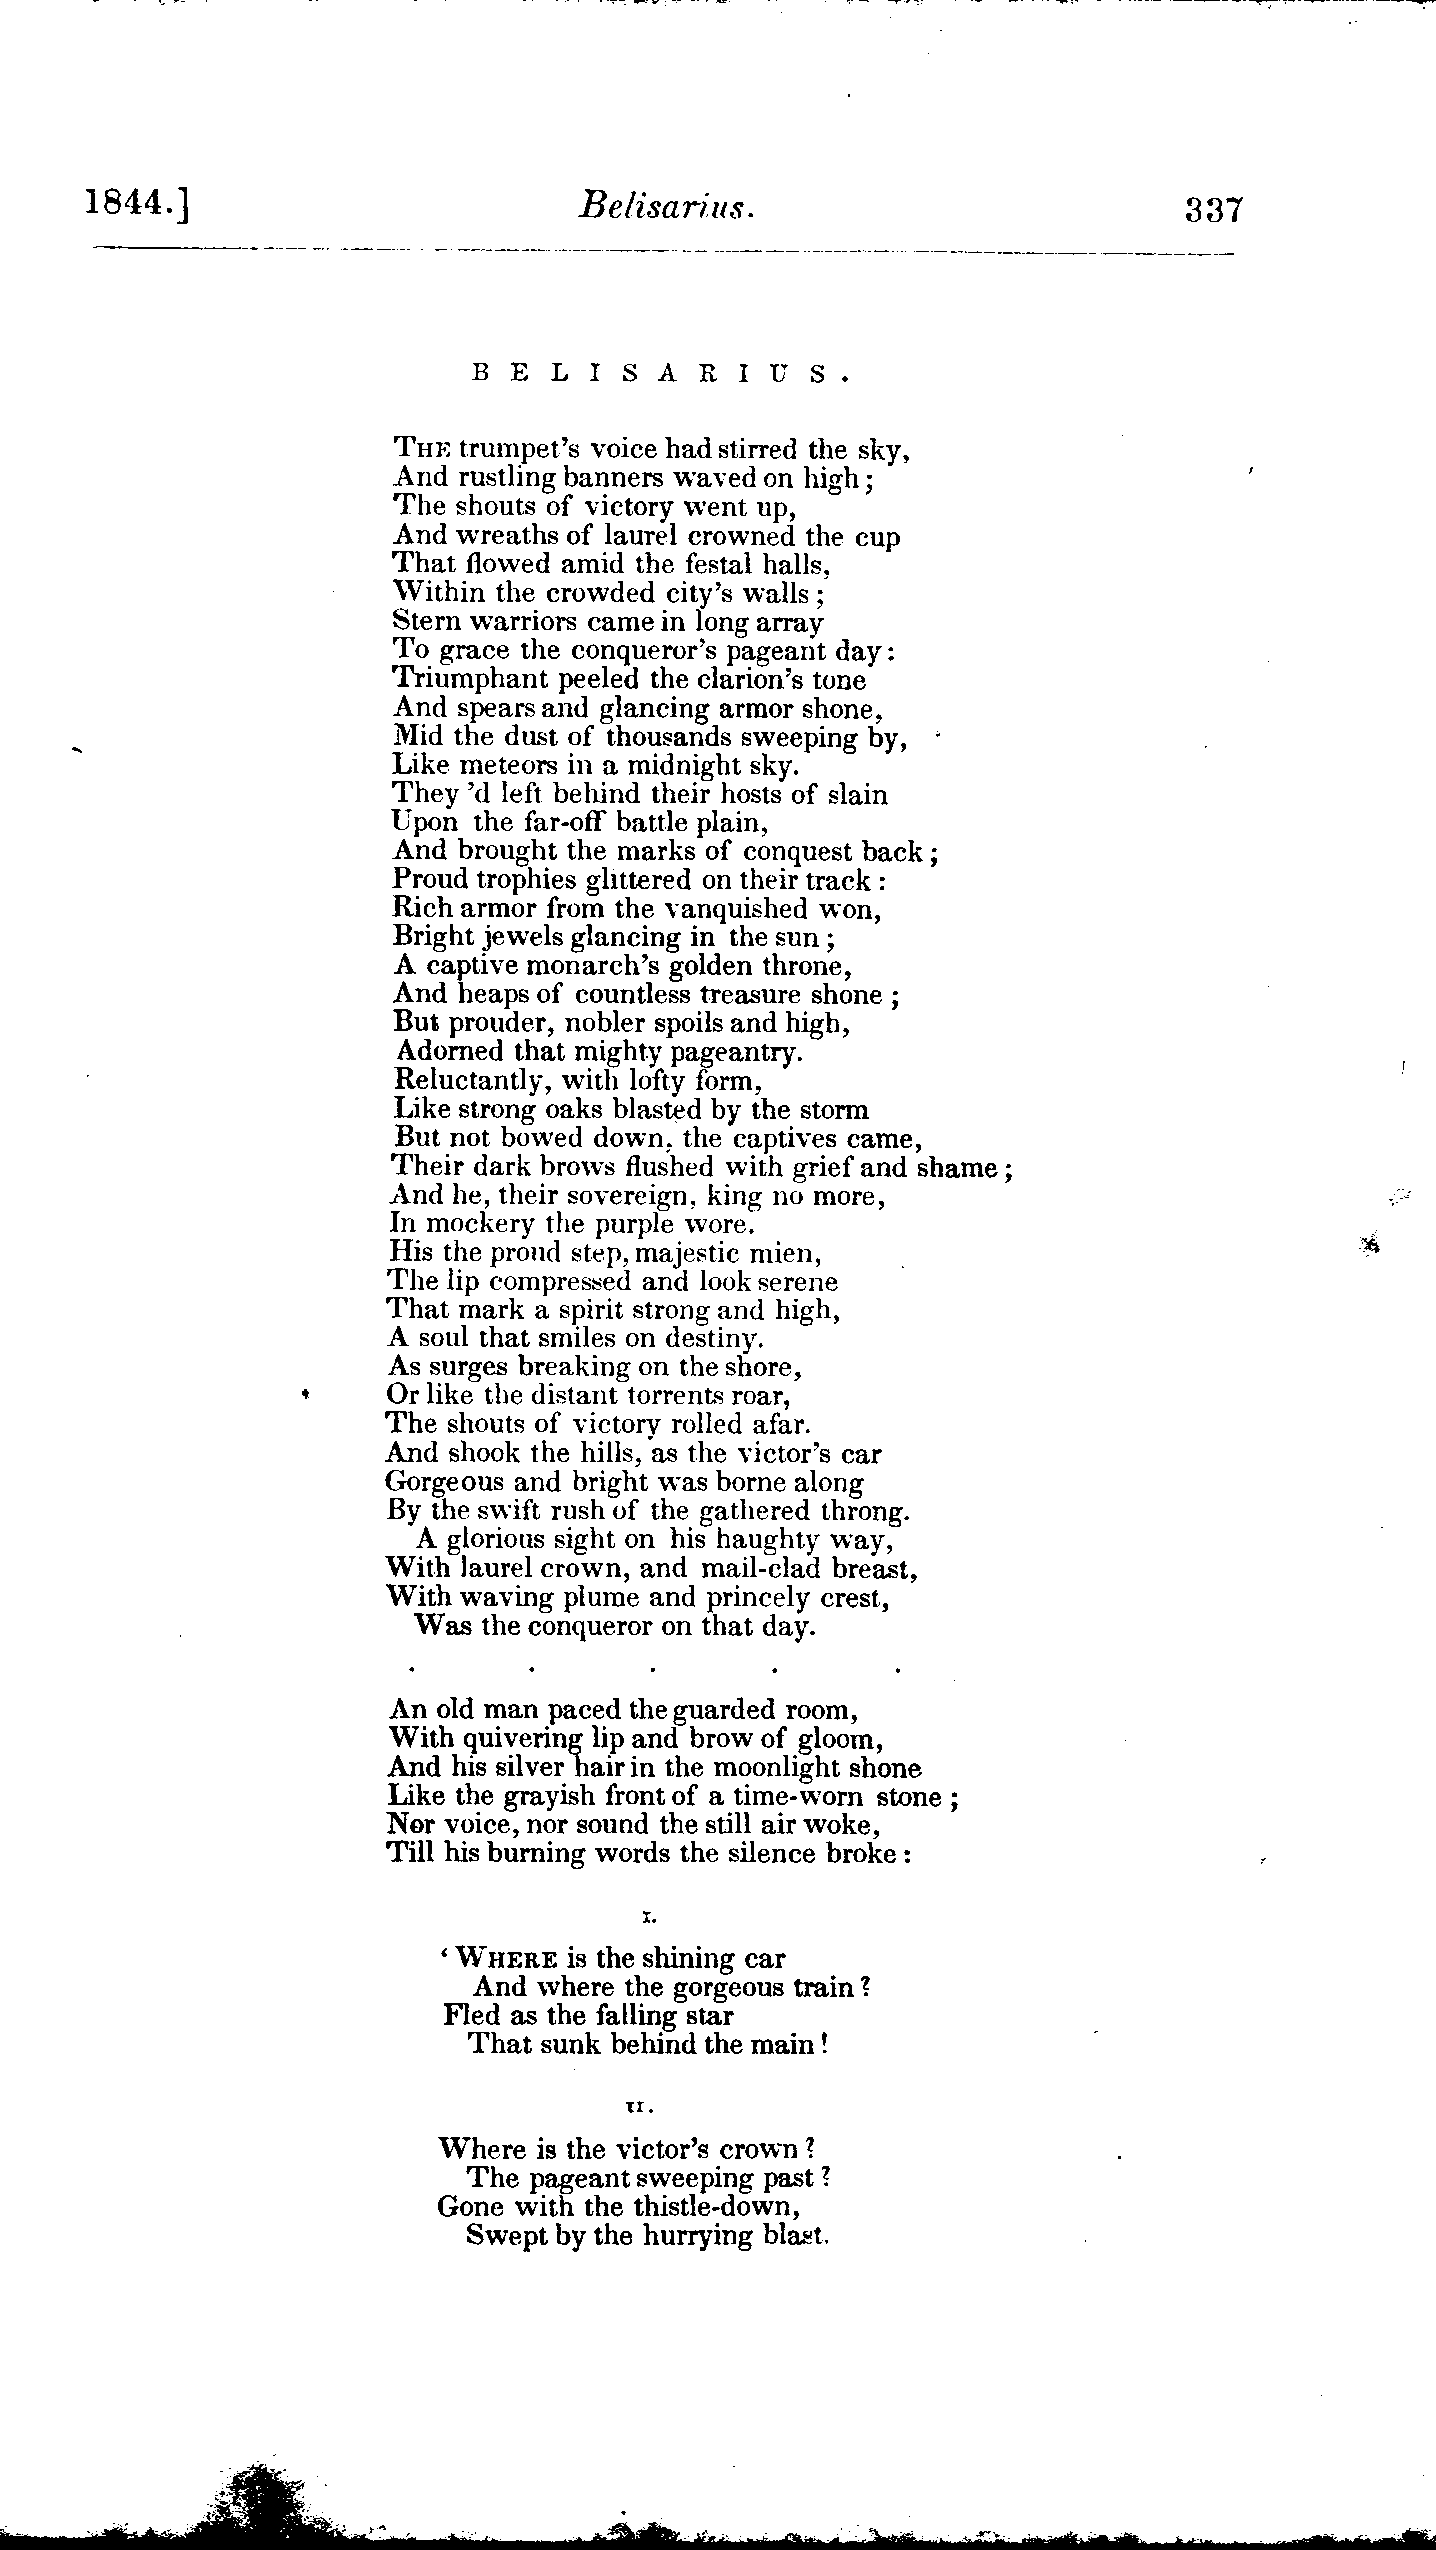 1844.] Belisarius. 337
BELISARIUS.
THE trumpet's voice had stirred the sky,
And rustling banners waved on high;
The shouts of victory went up,
And wreaths of laurel crowned the cup
That flowed amid the festal halls,
Within the crowded city's walls;
Stern warriors came in long array
To grace the conqueror's pageant day:
Triumphant peeled the clarion's tone
And spears and glancing armor shone,
Mid the dust of thousands sweeping by,
Like meteors in a midnight sky.
They 'd left behind their hosts of slain
Upon the far-off battle plain,
And brought the marks of conquest back;
Proud trophies glittered on their track:
Rich armor from the vanquished won,
Bright jewels glancing in the sun;
A captive monarch's golden throne,
And heaps of countless treasure shone;
But prouder, nobler spoils and high,
Adorned that mighty pageantry.
Reluctantly, with lofty form,
Like strong oaks blasted by the storm
But not bowed down, the captives came,
Their dark brows flushed with grief and shame;
And he, their sovereign, king no more,
In mockery the purple wore.
His the proud step, majestic mien,
The lip compressed and look serene
That mark a spirit strong and high,
A soul that smiles on destiny.
As surges breaking on the shore,
Or like the distant torrents roar,
The shouts of victory rolled afar.
And shook the hills, as the victor's car
Gorgeous and bright was borne along
By the swift rush of the gathered throng.
A glorious sight on his haughty way,
With laurel crown, and mail-clad breast,
With waving plume and princely crest,
Was the conqueror on that day.
. . . . .
An old man paced the guarded room,
With quivering lip and brow of gloom,
And his silver hair in the moonlight shone
Like the grayish front of a time-worn stone;
Nor voice, nor sound the still air woke,
Till his burning words the silence broke:
I.
'WHERE is the shining car
And where the gorgeous train?
Fled as the falling star
That sunk behind the main!
II.
Where is the victor's crown?
The pageant sweeping past?
Gone with the thistle-down,
Swept by the hurrying blast.